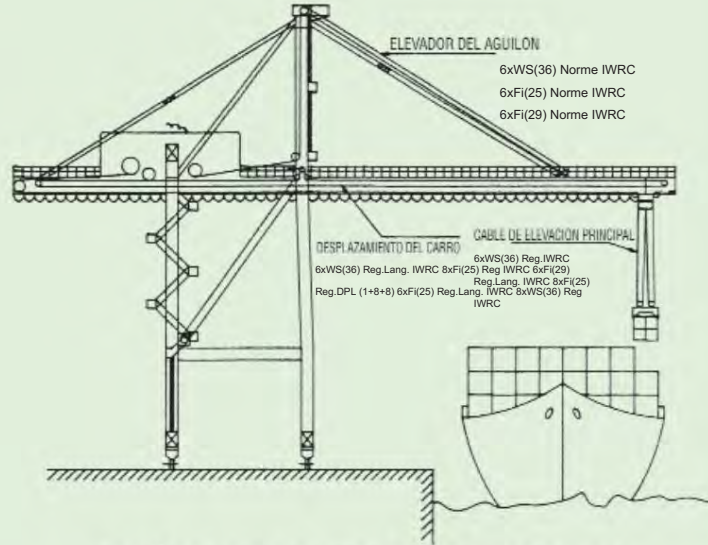 ELEVADOR DEL AGUILON
6xWS(36) Norme IWRC
6xFi(25) Norme IWRC
6xFi(29) Norme IWRC
DESPLAZAMIENTO DEL CARRO
CABLE DE ELEVACION PRINCIPAL
6xWS(36) Reg.IWRC
6xWS(36) Reg.Lang. IWRC 8xFi(25) Reg IWRC 6xFi(29)
Reg.Lang. IWRC 8xFi(25)
Reg.DPL (1+8+8) 6xFi(25) Reg.Lang. IWRC 8xWS(36) Reg
IWRC